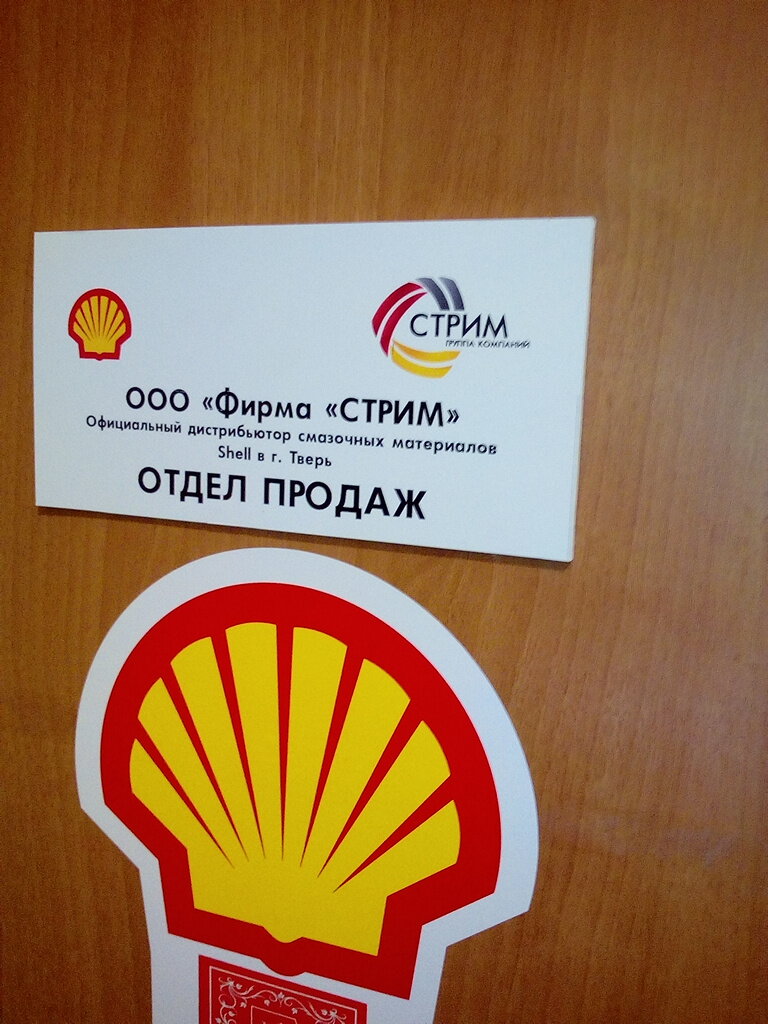 СТРИМ
ГРУППА КОМПАНИЙ
ООО «Фирма «СТРИМ»
Официальный дистрибьютор смазочных материалов
Shell в г. Тверь
ОТДЕЛ ПРОДАЖ